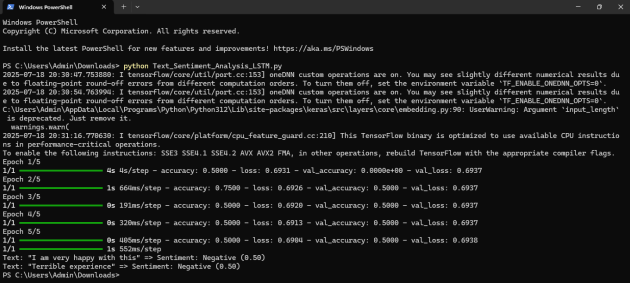 Windows PowerShell
Windows PowerShell
Copyright (C) Microsoft Corporation. All rights reserved.
Install the latest PowerShell for new features and improvements! https://aka.ms/PSWindows
PS C:\Users\Admin\Downloads> python Text_Sentiment_Analysis_LSTM.py
2025-07-18 20:30:47.753880: I tensorflow/core/util/port.cc:153] oneDNN custom operations are on. You may see slightly different numerical results du
e to floating-point round-off errors from different computation orders. To turn them off, set the environment variable `TF_ENABLE_ONEDNN_OPTS=0`.
2025-07-18 20:30:54.763994: I tensorflow/core/util/port.cc:153] oneDNN custom operations are on. You may see slightly different numerical results du
e to floating-point round-off errors from different computation orders. To turn them off, set the environment variable `TF_ENABLE_ONEDNN_OPTS=0`.
C:\Users\Admin\AppData\Local\Programs\Python\Python312\Lib\site-packages\keras\src\layers\core\embedding.py:90: UserWarning: Argument `input_length`
 is deprecated. Just remove it.
  warnings.warn(
2025-07-18 20:31:16.770630: I tensorflow/core/platform/cpu_feature_guard.cc:210] This TensorFlow binary is optimized to use available CPU instructio
ns in performance-critical operations.
To enable the following instructions: SSE3 SSE4.1 SSE4.2 AVX AVX2 FMA, in other operations, rebuild TensorFlow with the appropriate compiler flags.
Epoch 1/5
1/1 4s 4s/step - accuracy: 0.5000 - loss: 0.6931 - val_accuracy: 0.0000e+00 - val_loss: 0.6937
Epoch 2/5
1/1 1s 664ms/step - accuracy: 0.7500 - loss: 0.6926 - val_accuracy: 0.5000 - val_loss: 0.6937
Epoch 3/5
1/1 0s 191ms/step - accuracy: 0.5000 - loss: 0.6920 - val_accuracy: 0.5000 - val_loss: 0.6937
Epoch 4/5
1/1 0s 320ms/step - accuracy: 0.5000 - loss: 0.6913 - val_accuracy: 0.5000 - val_loss: 0.6937
Epoch 5/5
1/1 0s 405ms/step - accuracy: 0.5000 - loss: 0.6904 - val_accuracy: 0.5000 - val_loss: 0.6938
1/1 1s 552ms/step
Text: "I am very happy with this" => Sentiment: Negative (0.50)
Text: "Terrible experience" => Sentiment: Negative (0.50)
PS C:\Users\Admin\Downloads>